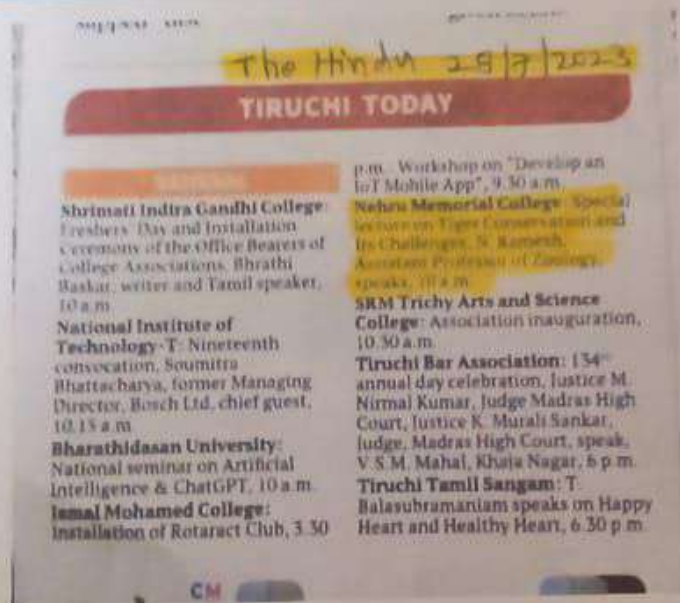 The Hindu 28/7/2023
TIRUCHI TODAY
Shrimati Indira Gandhi College:
Freshers' Day and Installation
Ceremony of the Office Bearers of
College Associations, Bhrathi
Baskar, writer and Tamil speaker,
10 a.m.
National Institute of
Technology-T: Nineteenth
convocation, Soumitra
Bhattacharya, former Managing
Director, Bosch Ltd, chief guest,
10.15 a.m.
Bharathidasan University:
National seminar on Artificial
Intelligence & ChatGPT, 10 a.m.
Jamal Mohamed College:
Installation of Rotaract Club, 3.30
p.m. Workshop on "Develop an
IoT Mobile App", 9.30 a.m.
Nehru Memorial College: Special
lecture on Tiger Conservation and
Its Challenges, N. Ramesh,
Assistant Professor of Zoology,
speaks, 10 a.m.
SRM Trichy Arts and Science
College: Association inauguration,
10.30 a.m.
Tiruchi Bar Association: 134th
annual day celebration, Justice M.
Nirmal Kumar, Judge Madras High
Court, Justice K. Murali Sankar,
Judge, Madras High Court, speak,
V.S.M. Mahal, Khaja Nagar, 6 p.m.
Tiruchi Tamil Sangam: T.
Balasubramaniam speaks on Happy
Heart and Healthy Heart, 6.30 p.m.
CM